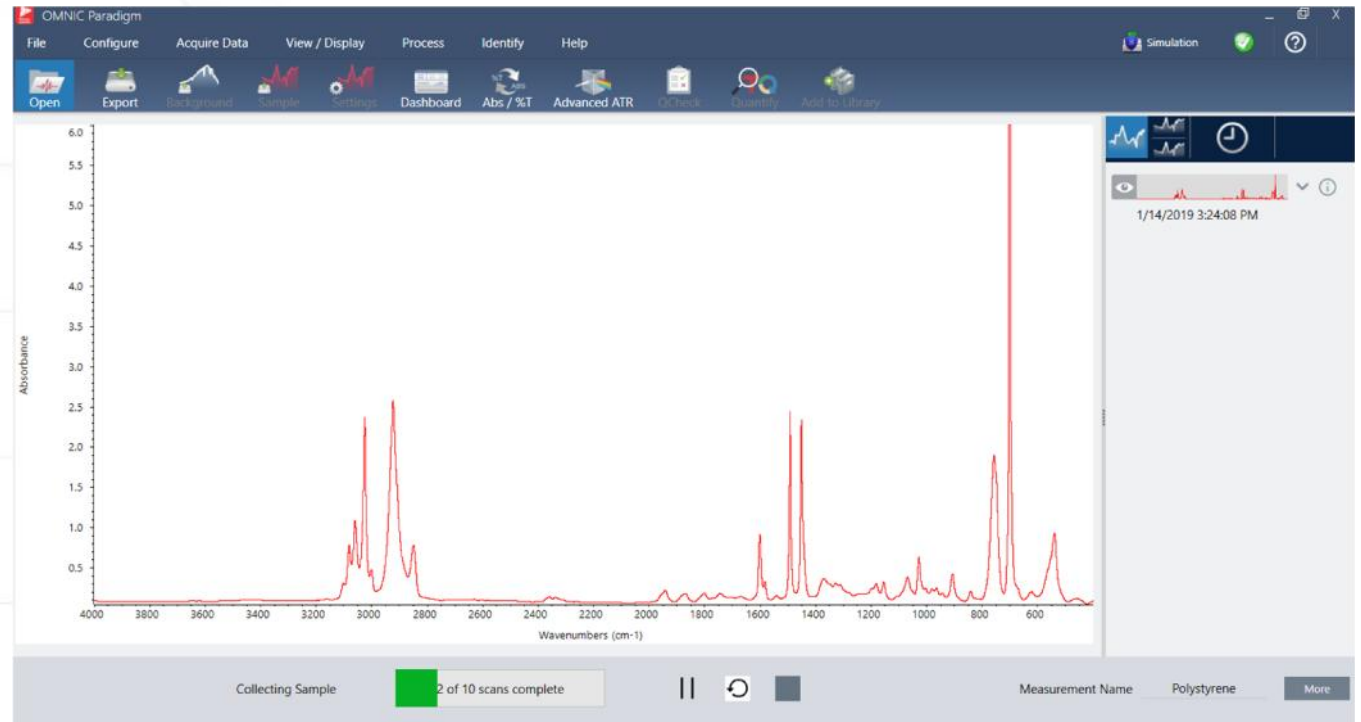 OMNIC Paradigm
File Configure Acquire Data View / Display Process Identify Help Simulation
Open Export Background Sample Settings Dashboard Abs / %T Advanced ATR QCheck Quantify Add to Library
6.0
5.5
5.0
4.5
4.0
3.5
3.0
2.5
2.0
1.5
1.0
0.5
Absorbance
4000 3800 3600 3400 3200 3000 2800 2600 2400 2200 2000 1800 1600 1400 1200 1000 800 600
Wavenumbers (cm-1)
1/14/2019 3:24:08 PM
Collecting Sample 2 of 10 scans complete Measurement Name Polystyrene More